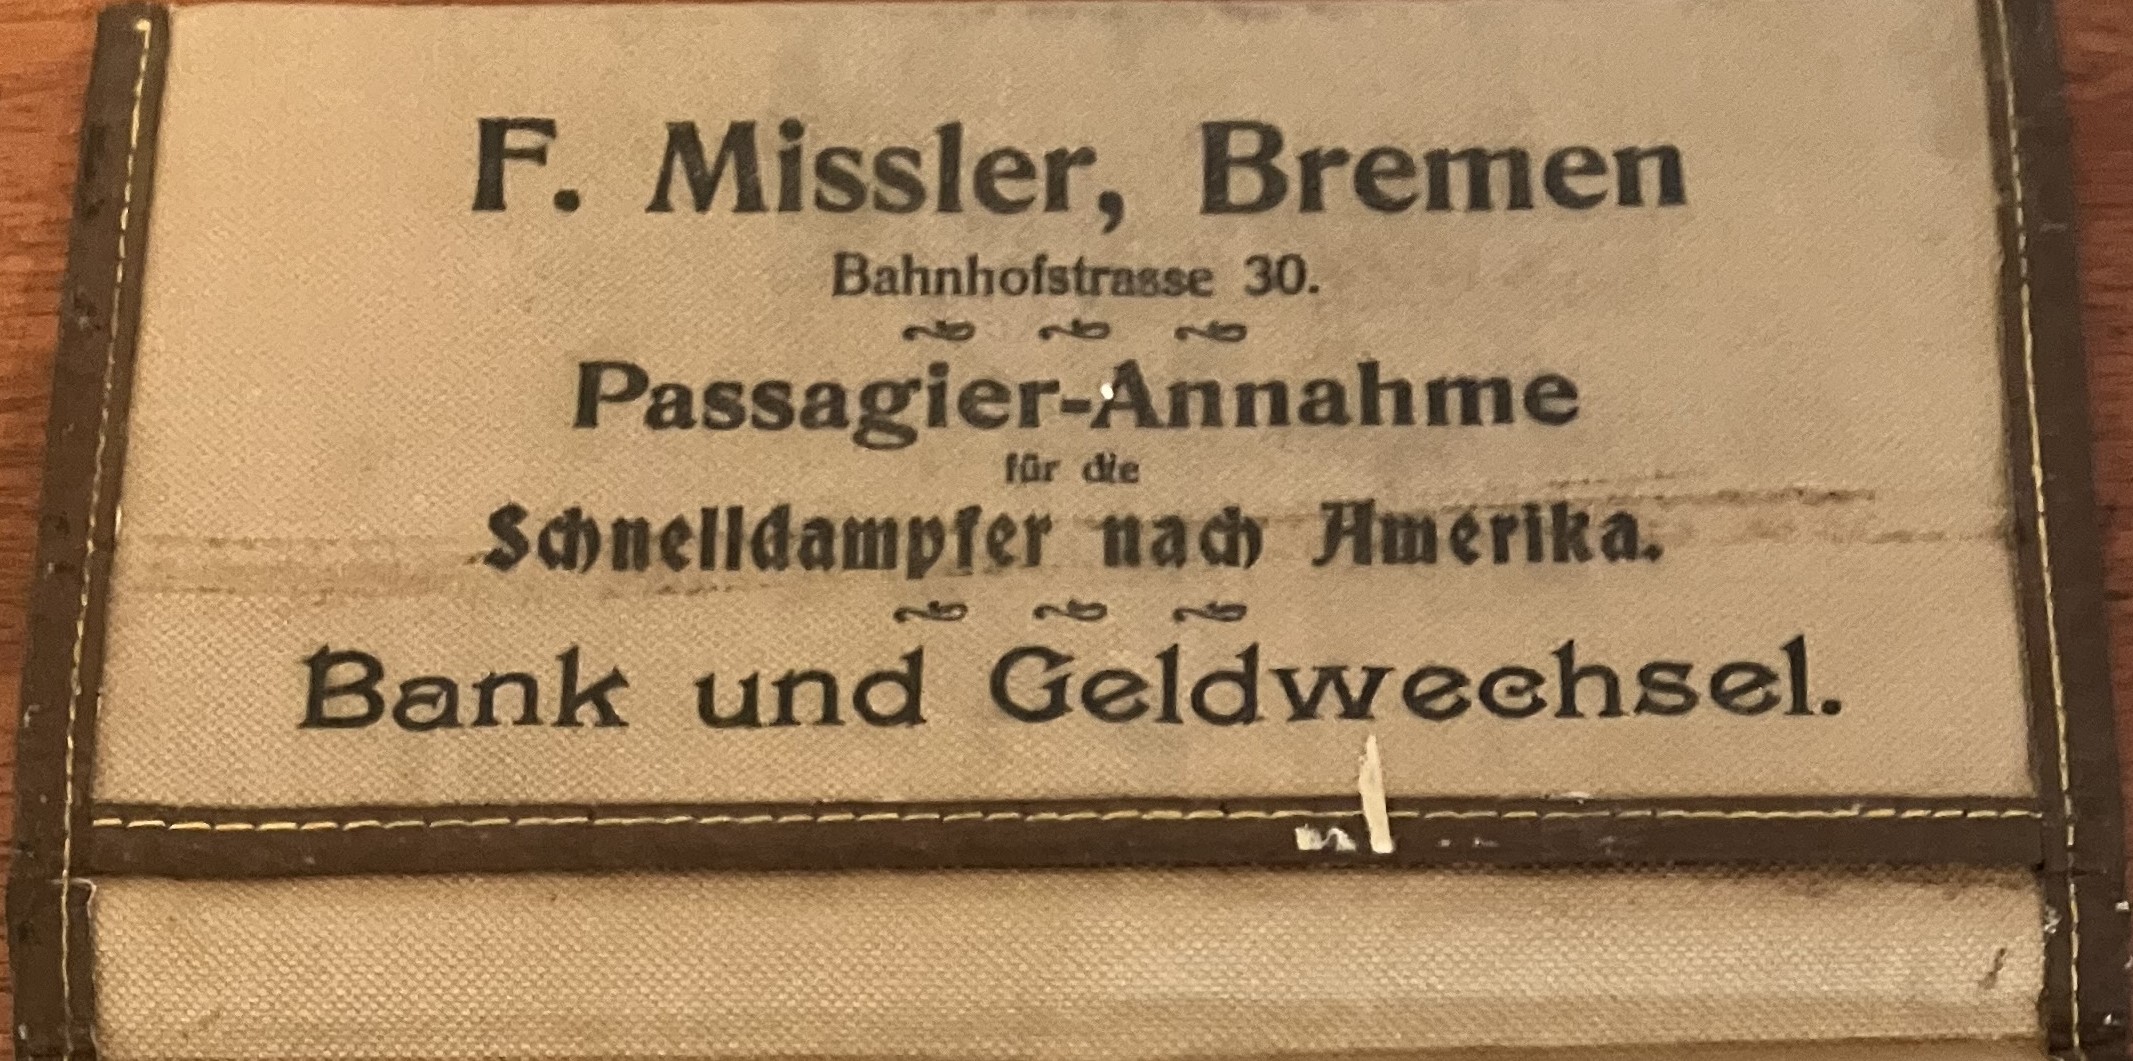 F. Missler, Bremen
Bahnhofstrasse 30.
Passagier-Annahme
für die
Schnelldampfer nach Amerika.
Bank und Geldwechsel.